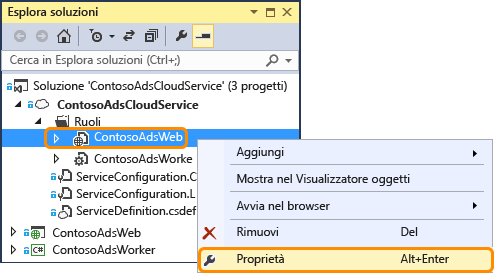 Esplora soluzioni
Cerca in Esplora soluzioni (Ctrl+;)
Soluzione 'ContosoAdsCloudService' (3 progetti)
ContosoAdsCloudService
Ruoli
ContosoAdsWeb
ContosoAdsWorke
ServiceConfiguration.C
ServiceConfiguration.L
ServiceDefinition.csdef
ContosoAdsWeb
C# ContosoAdsWorker
Aggiungi
Mostra nel Visualizzatore oggetti
Avvia nel browser
Rimuovi Del
Proprietà Alt+Enter